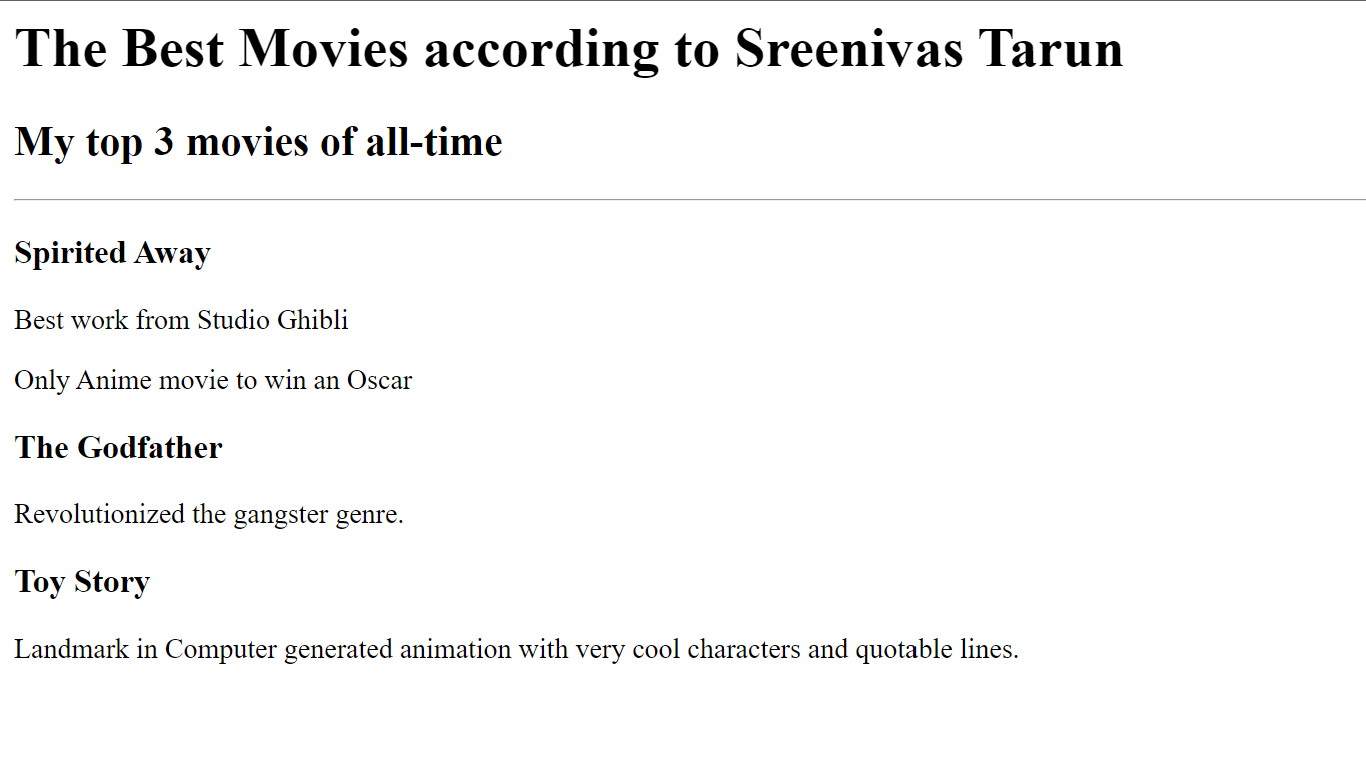 The Best Movies according to Sreenivas Tarun
My top 3 movies of all-time
Spirited Away
Best work from Studio Ghibli
Only Anime movie to win an Oscar
The Godfather
Revolutionized the gangster genre.
Toy Story
Landmark in Computer generated animation with very cool characters and quotable lines.